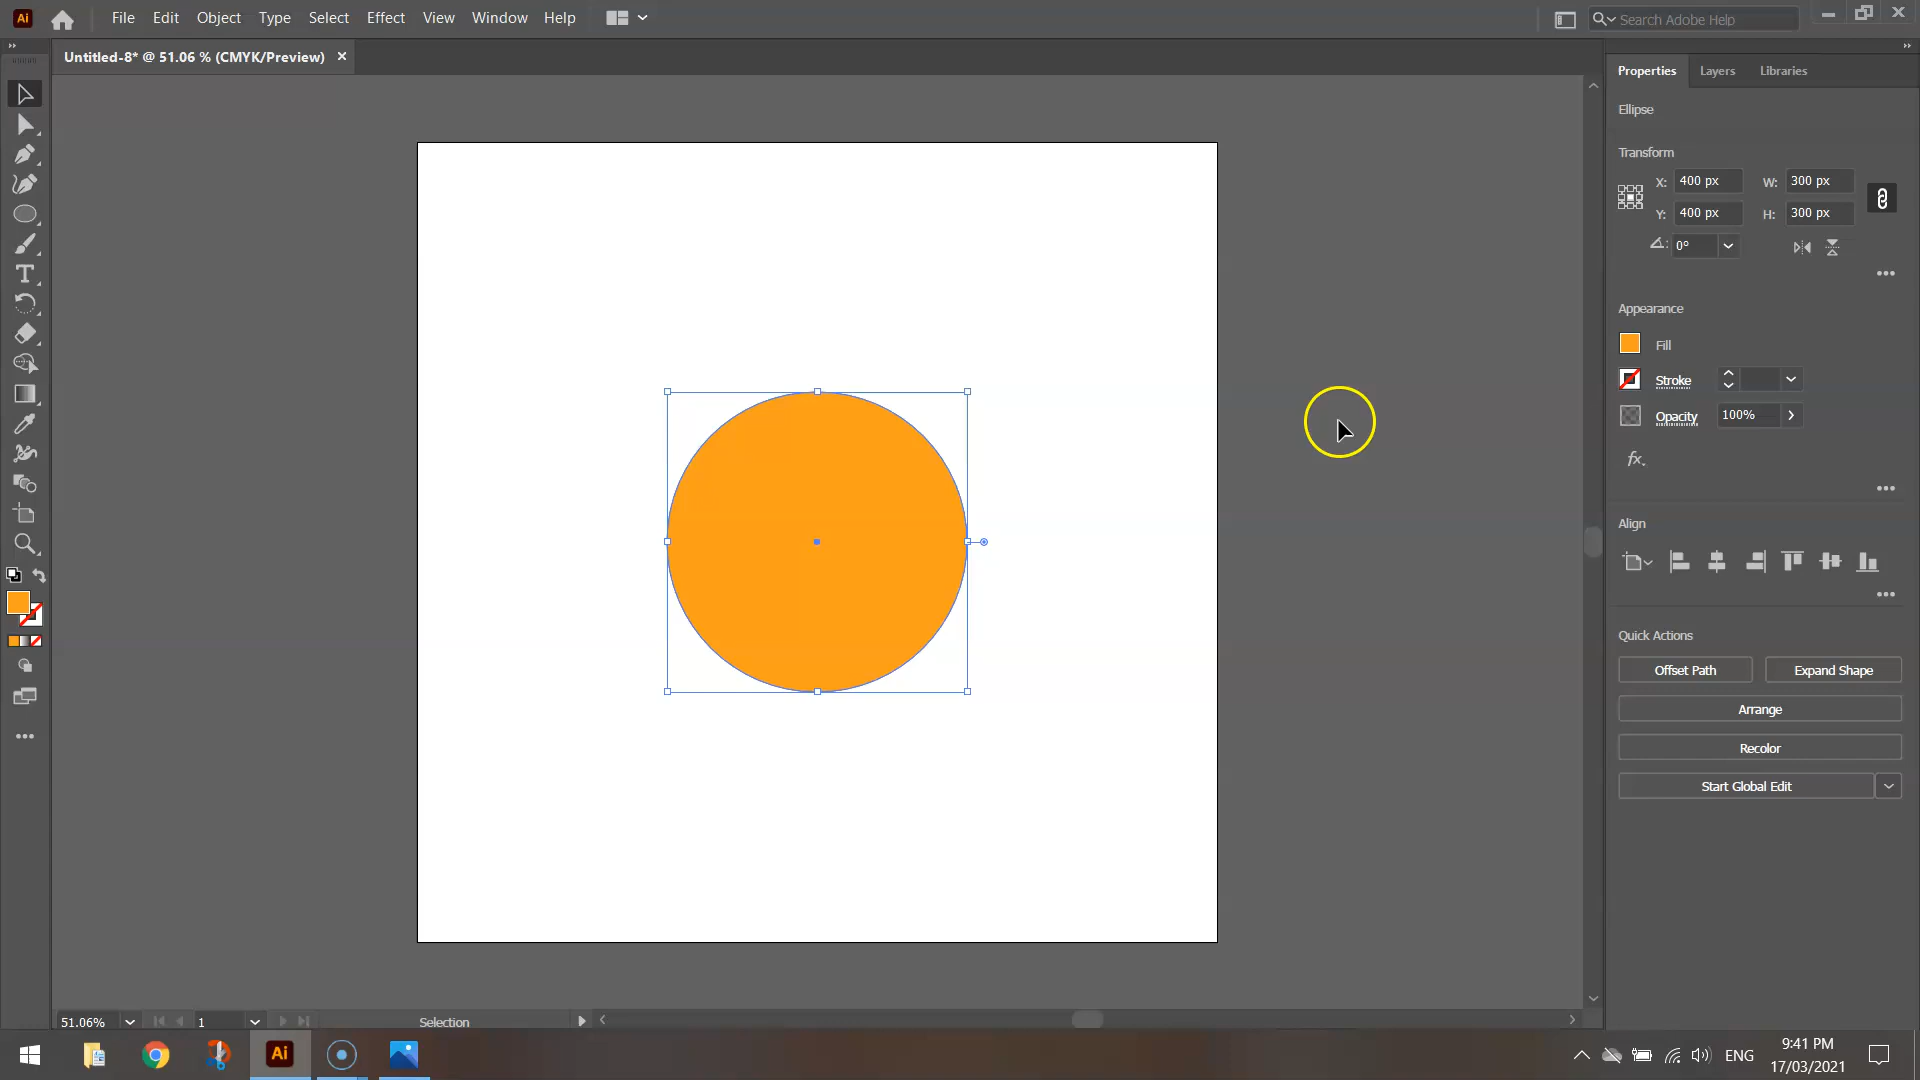 Ai File Edit Object Type Select Effect View Window Help Search Adobe Help
Untitled-8* @ 51.06 % (CMYK/Preview)
Properties Layers Libraries
Ellipse
Transform
X: 400 px W: 300 px
Y: 400 px H: 300 px
0°
Appearance
Fill
Stroke
Opacity 100%
fx.
Align
Quick Actions
Offset Path Expand Shape
Arrange
Recolor
Start Global Edit
51.06% 1 Selection
Ai ENG 9:41 PM
17/03/2021